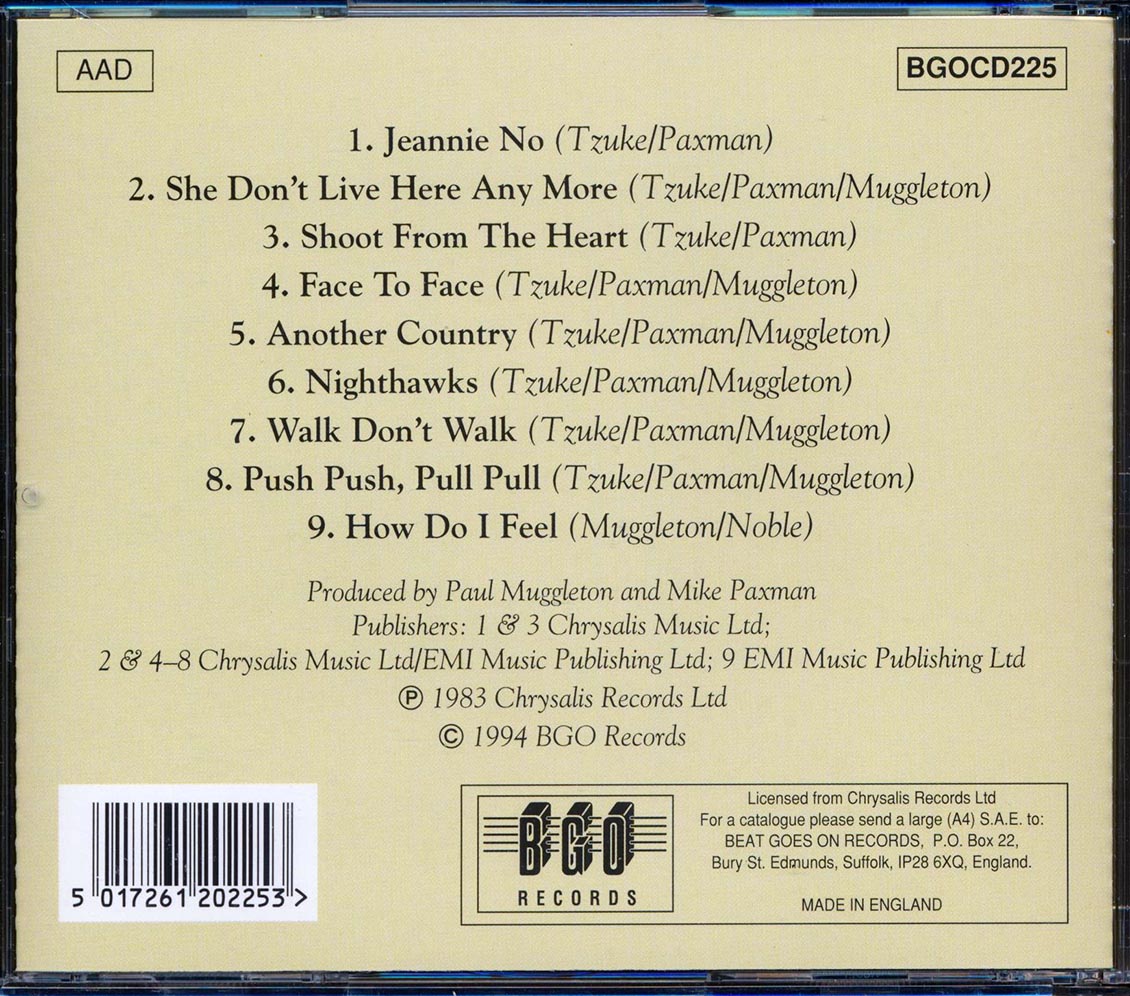 AAD
BGOCD225
1. Jeannie No (Tzuke/Paxman)
2. She Don't Live Here Any More (Tzuke/Paxman/Muggleton)
3. Shoot From The Heart (Tzuke/Paxman)
4. Face To Face (Tzuke/Paxman/Muggleton)
5. Another Country (Tzuke/Paxman/Muggleton)
6. Nighthawks (Tzuke/Paxman/Muggleton)
7. Walk Don't Walk (Tzuke/Paxman/Muggleton)
8. Push Push, Pull Pull (Tzuke/Paxman/Muggleton)
9. How Do I Feel (Muggleton/Noble)
Produced by Paul Muggleton and Mike Paxman
Publishers: 1 & 3 Chrysalis Music Ltd;
2 & 4–8 Chrysalis Music Ltd/EMI Music Publishing Ltd; 9 EMI Music Publishing Ltd
℗ 1983 Chrysalis Records Ltd
© 1994 BGO Records
5 017261 202253 >
BGO
RECORDS
Licensed from Chrysalis Records Ltd
For a catalogue please send a large (A4) S.A.E. to:
BEAT GOES ON RECORDS, P.O. Box 22,
Bury St. Edmunds, Suffolk, IP28 6XQ, England.
MADE IN ENGLAND